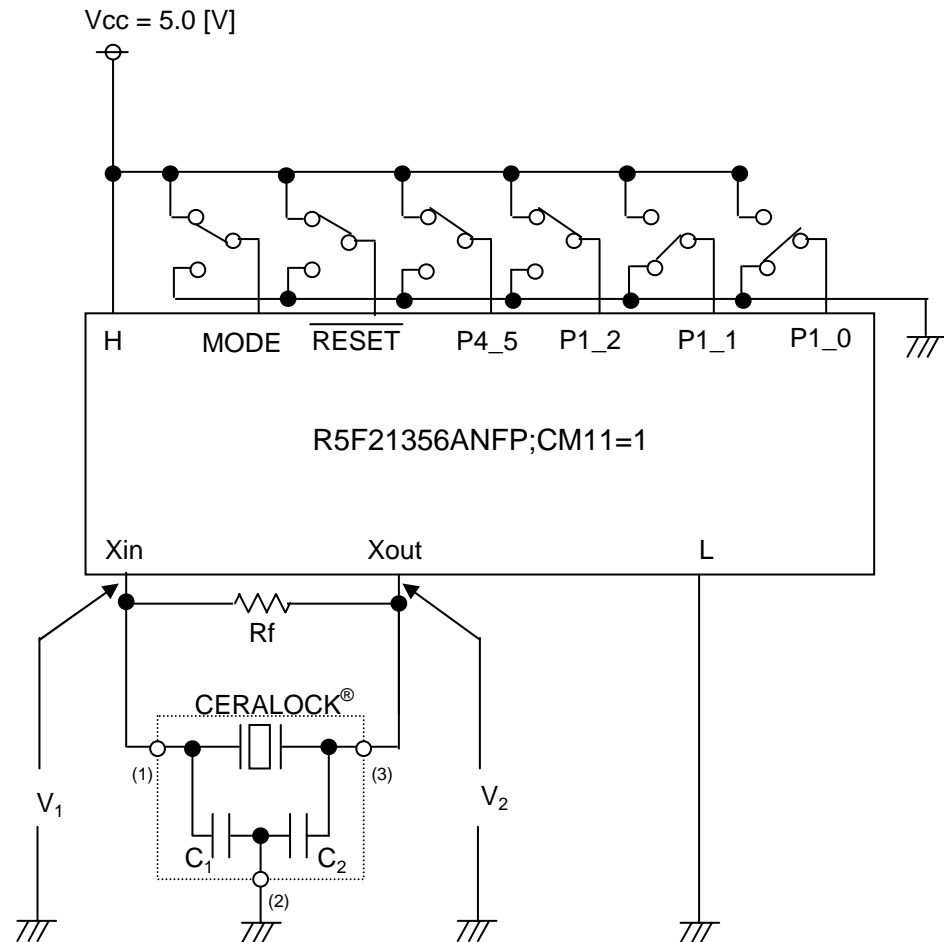 Vcc = 5.0 [V]
H MODE RESET P4_5 P1_2 P1_1 P1_0
R5F21356ANFP;CM11=1
Xin Xout L
Rf
CERALOCK®
(1) (3)
V1 V2
C1 C2
(2)